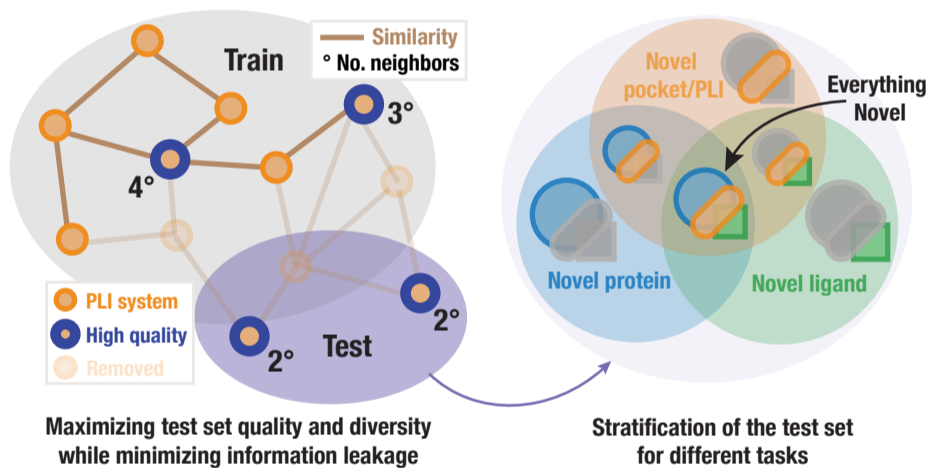 Train
Similarity
° No. neighbors
3°
4°
2°
2°
Test
PLI system
High quality
Removed
Maximizing test set quality and diversity
while minimizing information leakage
Novel
pocket/PLI
Everything
Novel
Novel protein
Novel ligand
Stratification of the test set
for different tasks